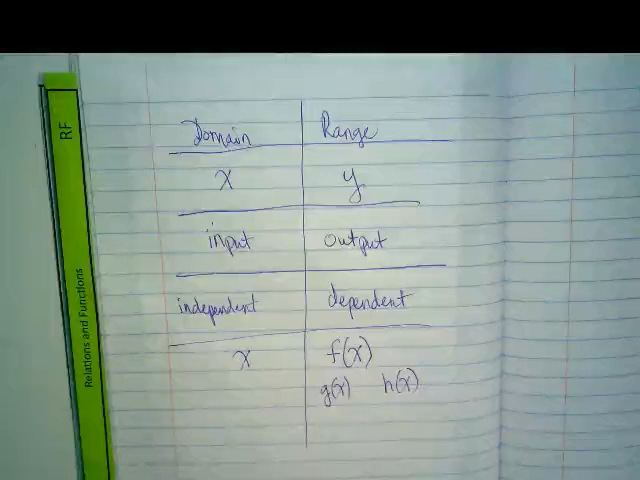 RF
Relations and Functions
Domain Range
x y
input output
independent dependent
x f(x)
g(x) h(x)